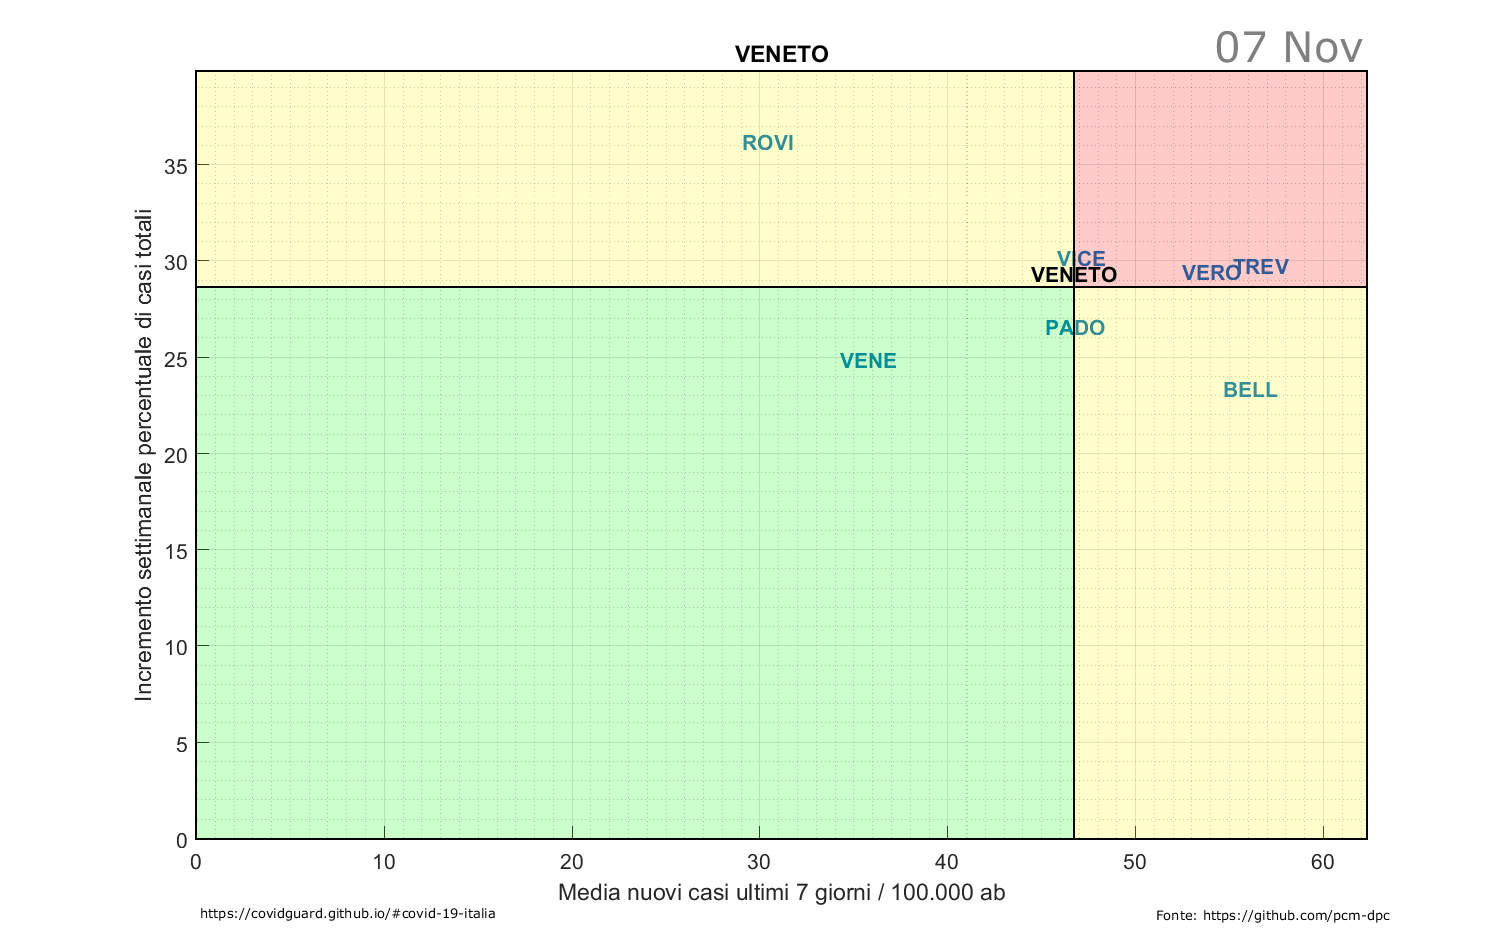 VENETO
07 Nov
ROVI
VICE
VENETO
VERO
TREV
PADO
VENE
BELL
35
30
25
20
15
10
5
0
Incremento settimanale percentuale di casi totali
0 10 20 30 40 50 60
Media nuovi casi ultimi 7 giorni / 100.000 ab
https://covidguard.github.io/#covid-19-italia
Fonte: https://github.com/pcm-dpc